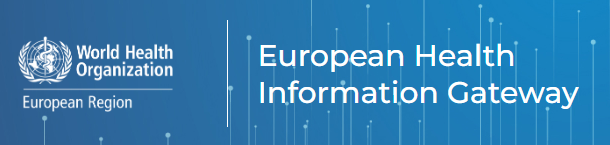 World Health
Organization
European Region
European Health
Information Gateway